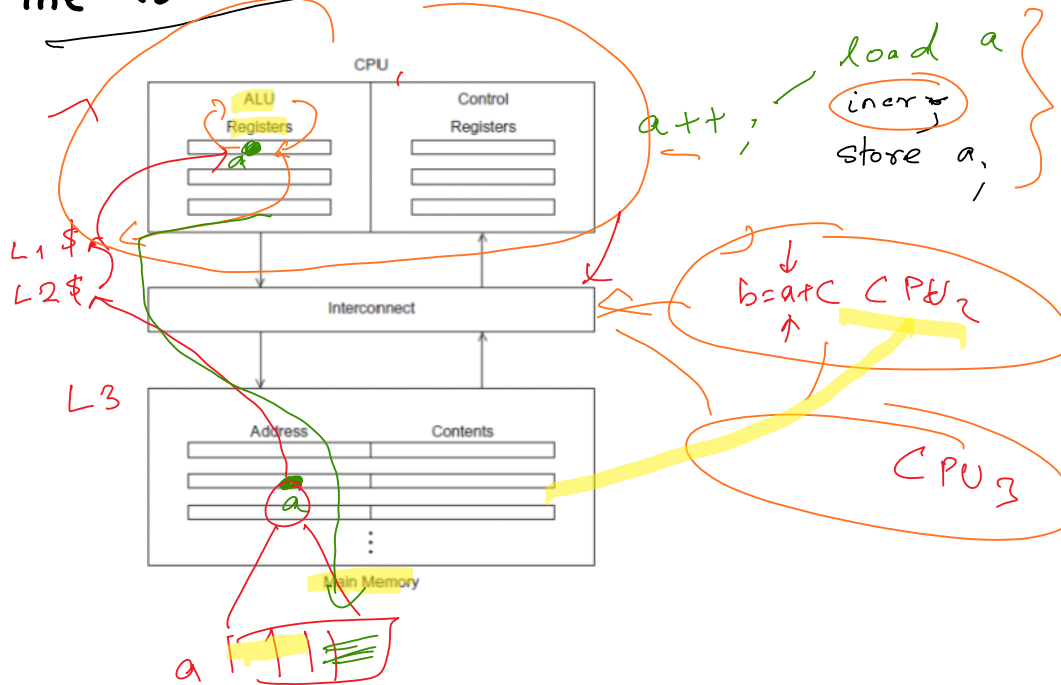 CPU
load a
ALU
Control
incr
a++;
Registers
Registers
store a;
a
L1 $
L2 $
b=a+c CPU2
Interconnect
L3
Address
Contents
CPU3
a
Main Memory
a